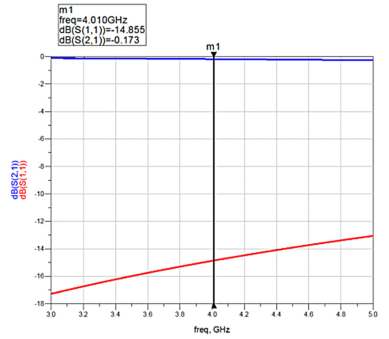 m1
freq=4.010GHz
dB(S(1,1))=-14.855
dB(S(2,1))=-0.173
m1
0
-2
-4
-6
-8
-10
-12
-14
-16
-18
dB(S(2,1))
dB(S(1,1))
3.0 3.2 3.4 3.6 3.8 4.0 4.2 4.4 4.6 4.8 5.0
freq, GHz